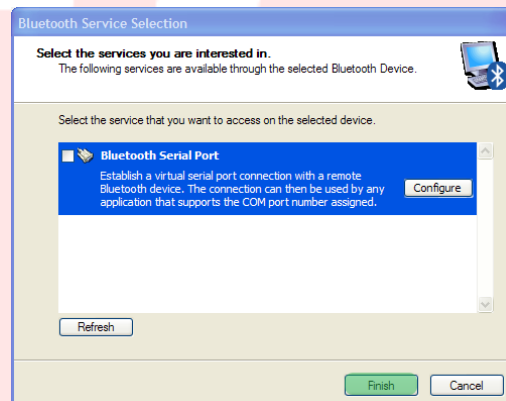 Bluetooth Service Selection
Select the services you are interested in.
The following services are available through the selected Bluetooth Device.
Select the service that you want to access on the selected device.
Bluetooth Serial Port
Establish a virtual serial port connection with a remote
Bluetooth device. The connection can then be used by any
application that supports the COM port number assigned.
Configure
Refresh
Finish
Cancel